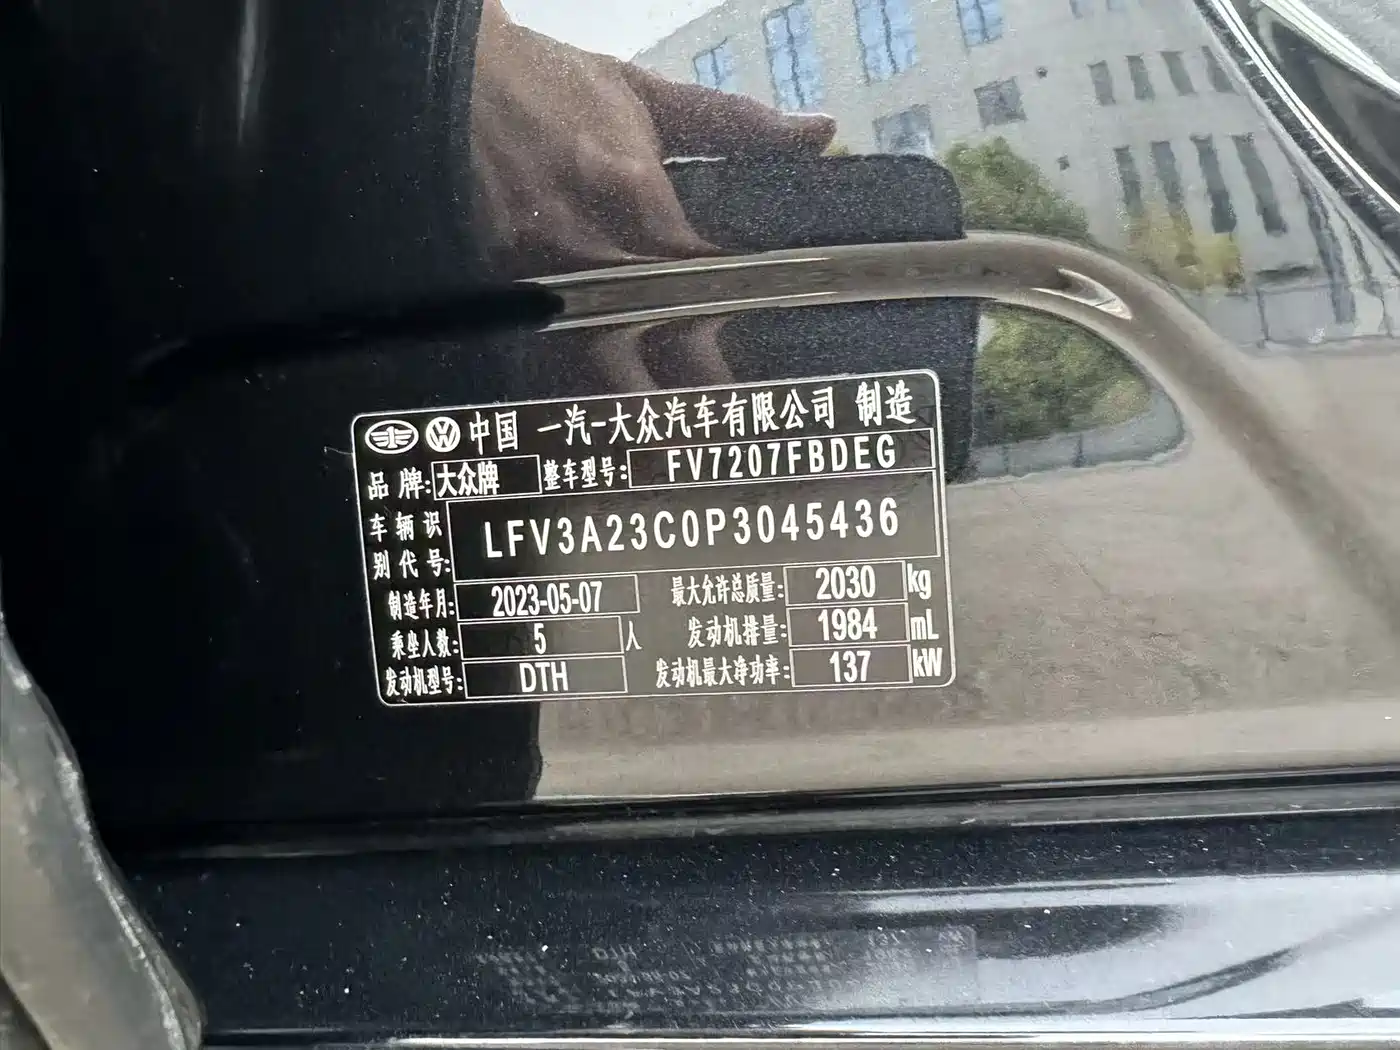 中国 一汽-大众汽车有限公司 制造
品牌:大众牌 整车型号: FV7207FBDEG
车辆识别代号: LFV3A23C0P3045436
制造年月: 2023-05-07 最大允许总质量: 2030 kg
乘坐人数: 5 人 发动机排量: 1984 mL
发动机型号: DTH 发动机最大净功率: 137 kW